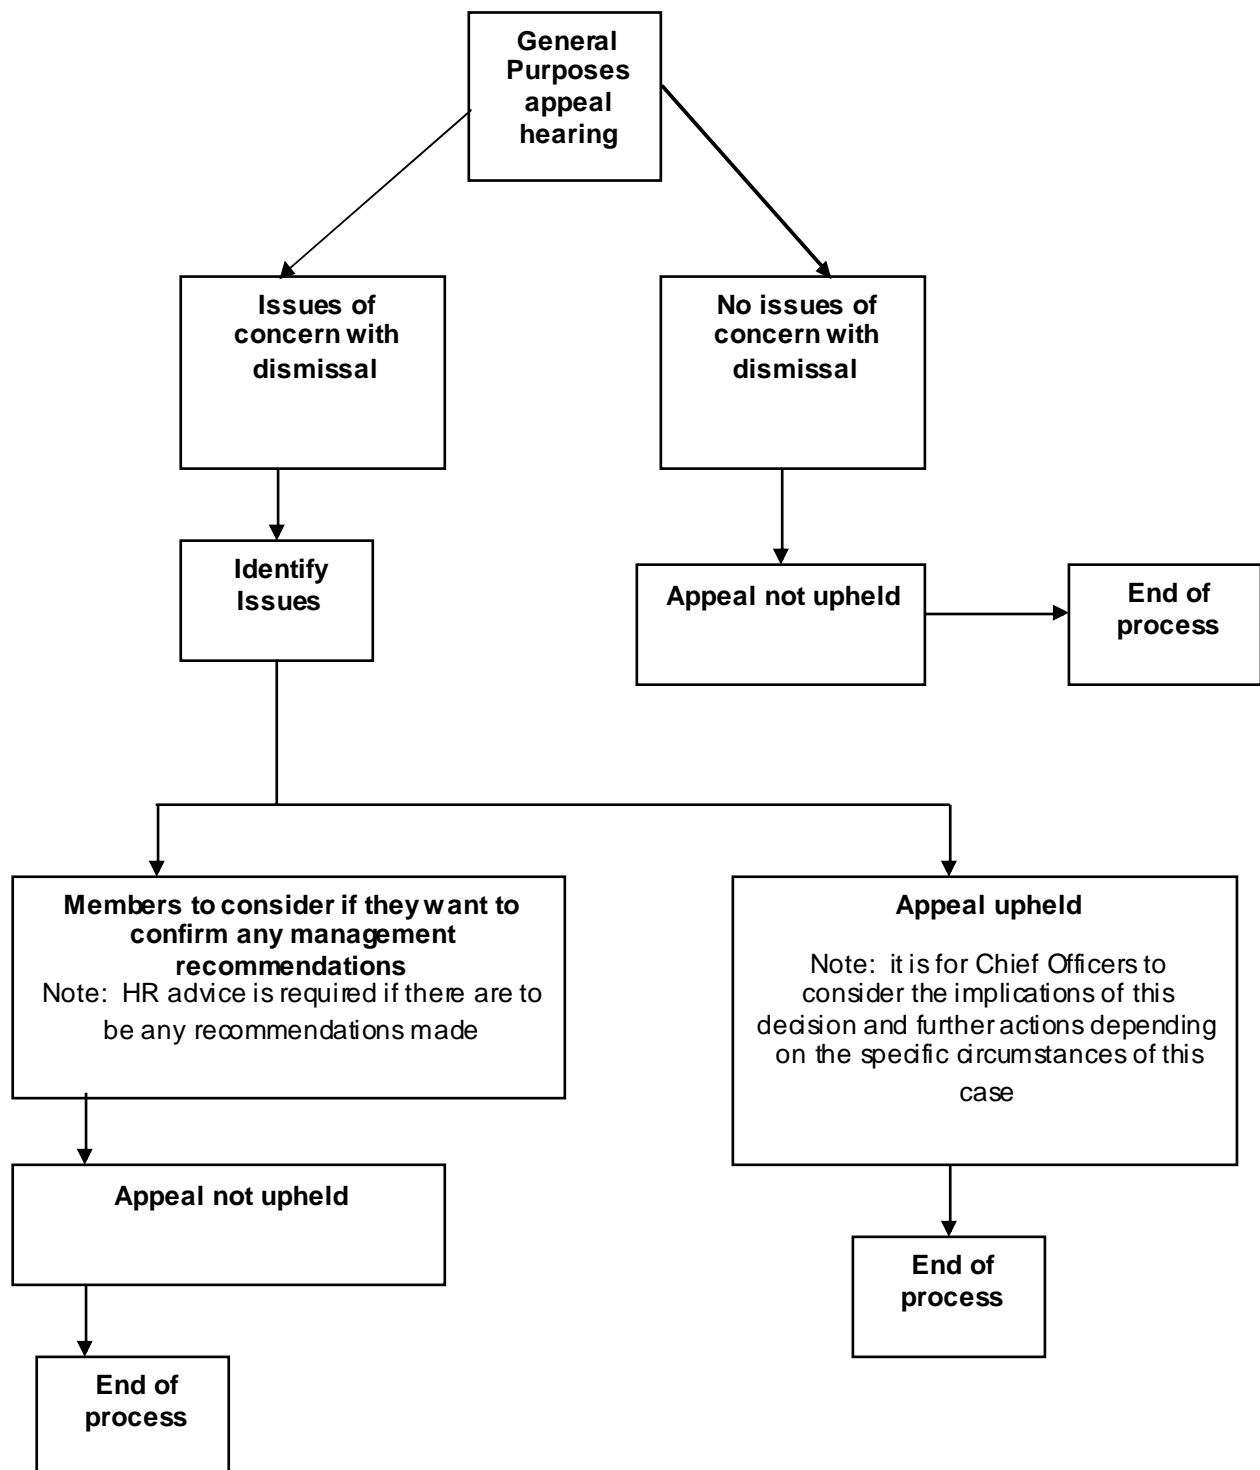 General
Purposes
appeal
hearing
Issues of
concern with
dismissal
No issues of
concern with
dismissal
Identify
Issues
Appeal not upheld
End of
process
Members to consider if they want to
confirm any management
recommendations
Note: HR advice is required if there are to
be any recommendations made
Appeal upheld
Note: it is for Chief Officers to
consider the implications of this
decision and further actions depending
on the specific circumstances of this
case
Appeal not upheld
End of
process
End of
process